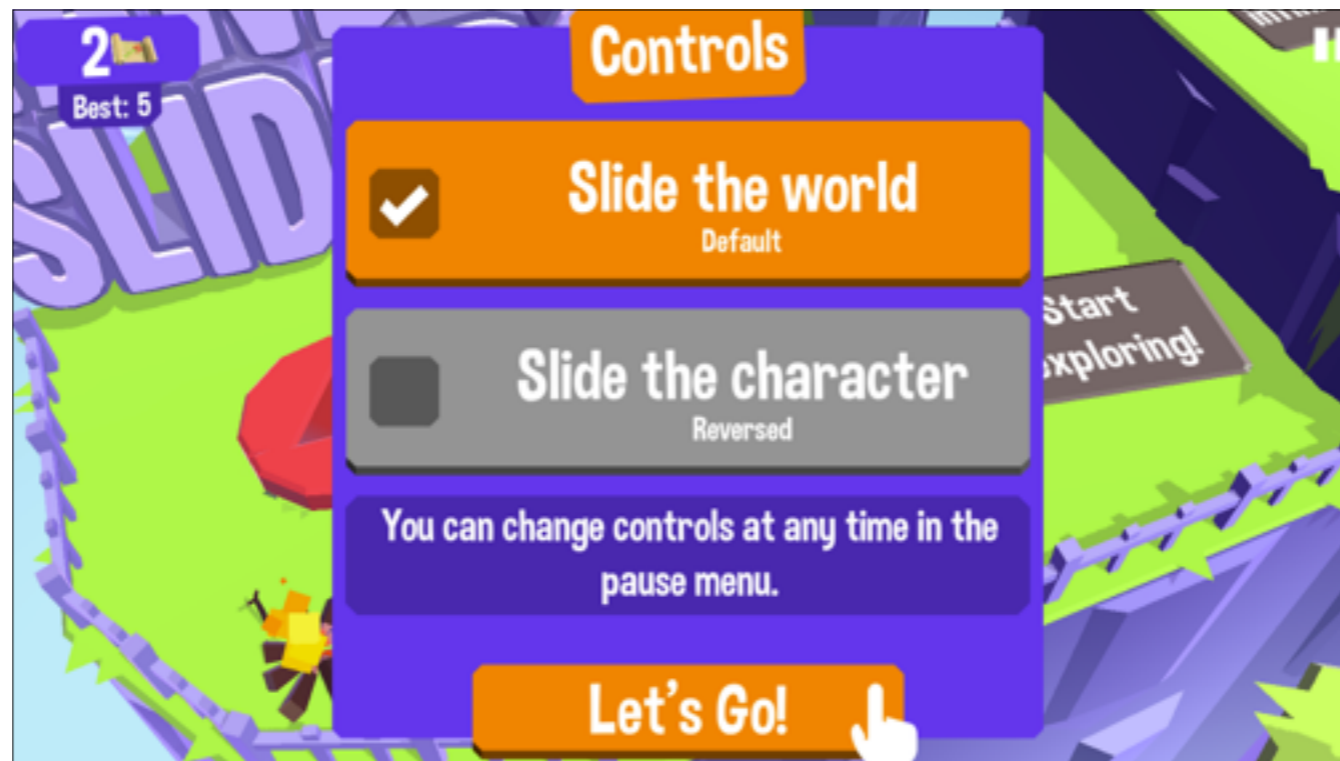 2
Best: 5
SLID
Controls
Slide the world
Default
Slide the character
Reversed
Start
xploring!
You can change controls at any time in the
pause menu.
Let's Go!